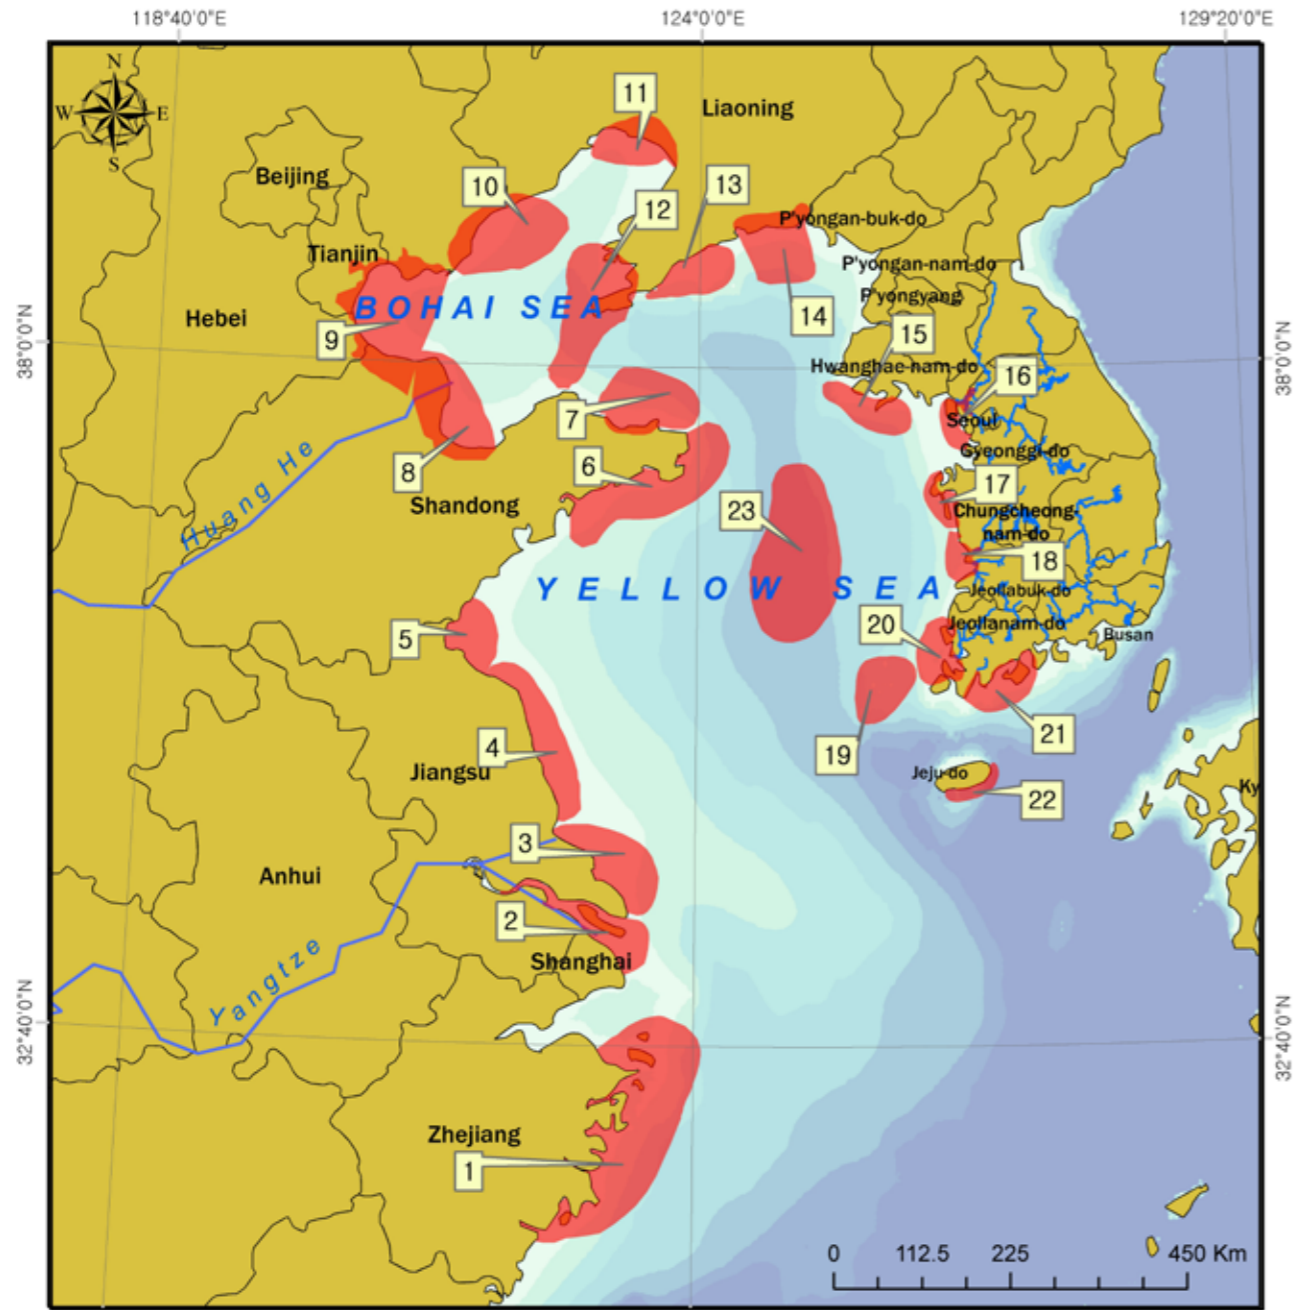 118°40'0"E
124°0'0"E
129°20'0"E
N
W
E
S
11
Liaoning
Beijing
10
13
12
P'yongan-buk-do
Tianjin
P'yongan-nam-do
P'yongyang
BOHAI SEA
Hebei
14
15
38°0'0"N
38°0'0"N
9
Hwanghae-nam-do
16
7
Seoul
Gyeonggi-do
8
6
Huang He
Shandong
17
23
Chungcheong-
nam-do
18
YELLOW SEA
Jeollabuk-do
20
Jeollanam-do
Busan
5
21
4
19
Jiangsu
Jeju-do
Ky
22
3
Anhui
2
Shanghai
Yangtze
32°40'0"N
32°40'0"N
Zhejiang
1
0 112.5 225 450 Km